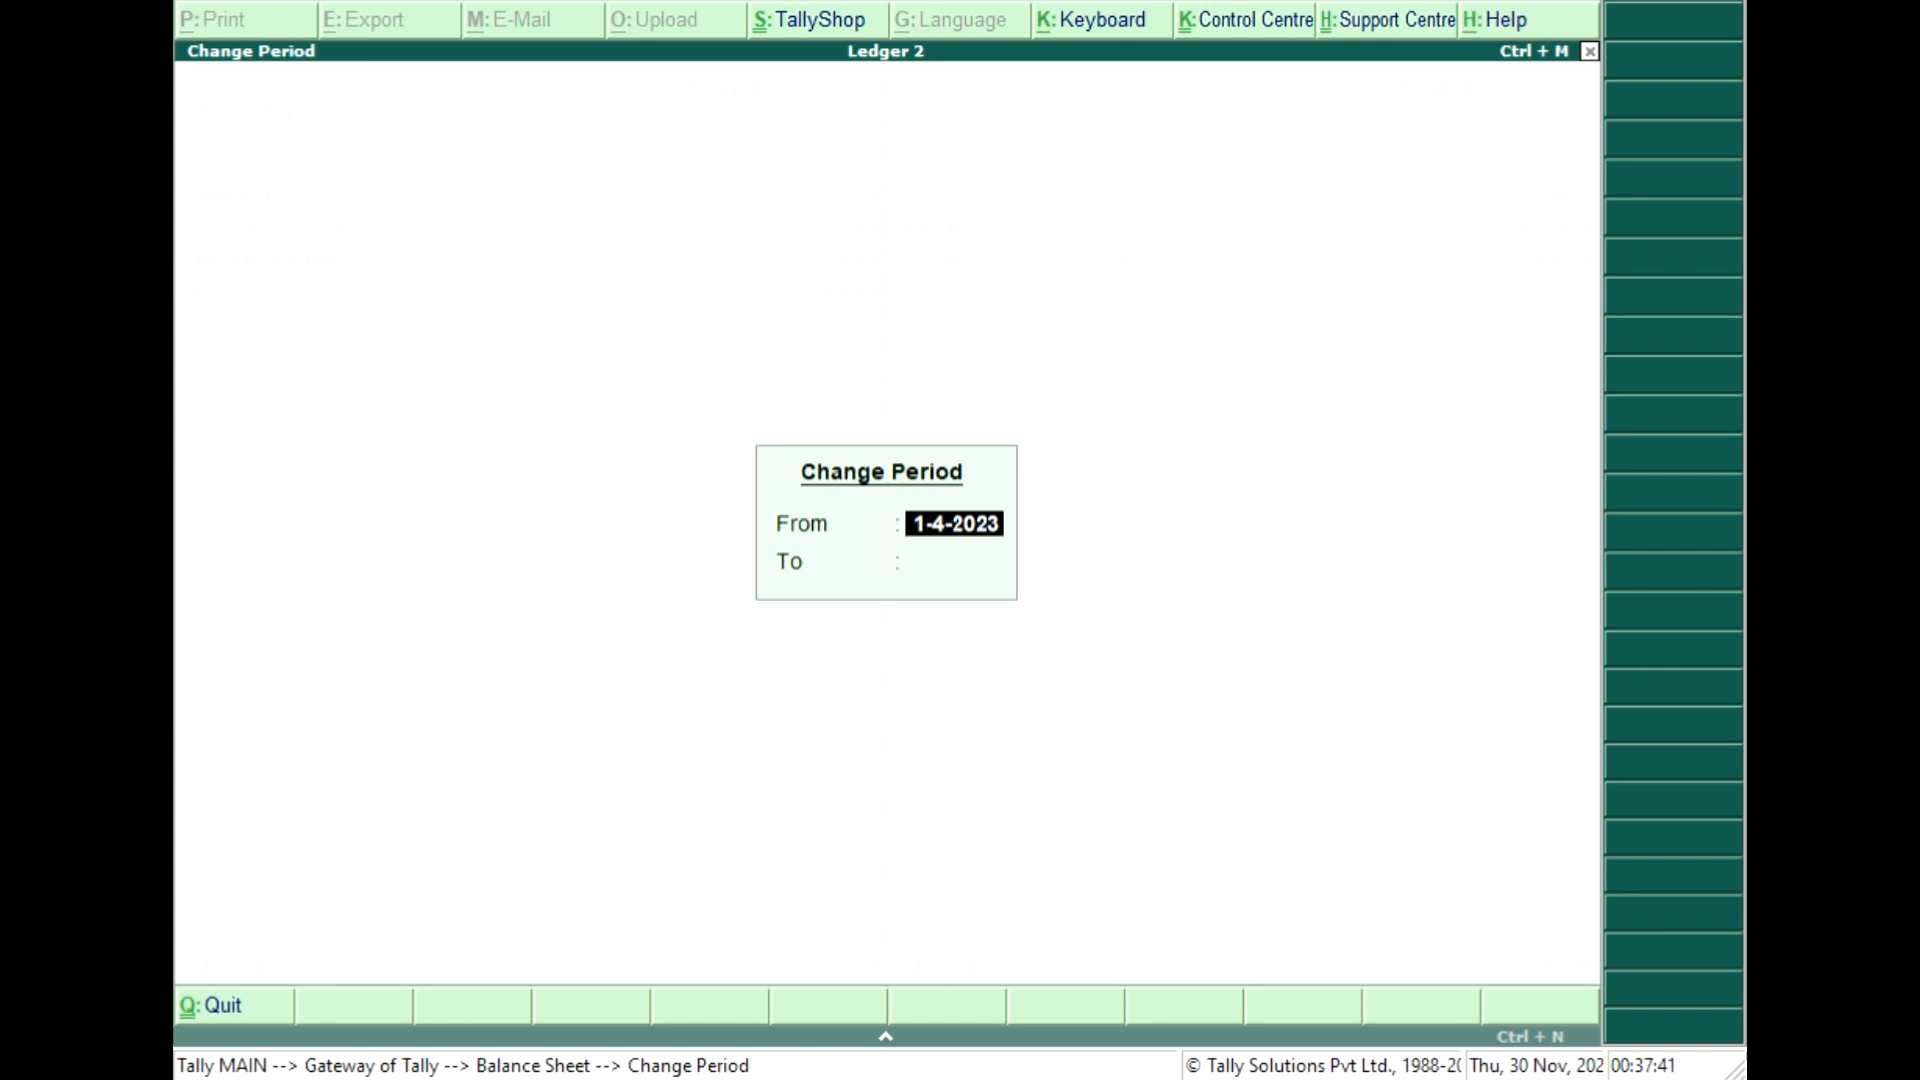 P: Print E: Export M: E-Mail O: Upload S: TallyShop G: Language K: Keyboard K: Control Centre H: Support Centre H: Help
Change Period Ledger 2 Ctrl + M
Change Period
From : 1-4-2023
To :
Q: Quit
Ctrl + N
Tally MAIN --> Gateway of Tally --> Balance Sheet --> Change Period © Tally Solutions Pvt Ltd., 1988-20 Thu, 30 Nov, 202 00:37:41